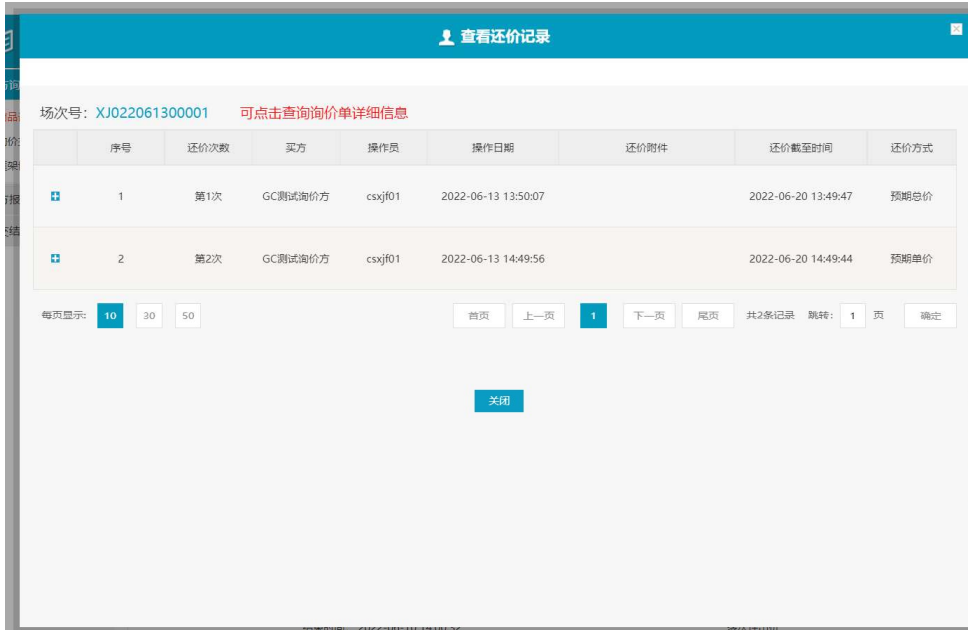 查看还价记录
场次号：XJ022061300001 可点击查询询价单详细信息
序号 还价次数 买方 操作员 操作日期 还价附件 还价截至时间 还价方式
1 第1次 GC测试询价方 csxjf01 2022-06-13 13:50:07 2022-06-20 13:49:47 预期总价
2 第2次 GC测试询价方 csxjf01 2022-06-13 14:49:56 2022-06-20 14:49:44 预期单价
每页显示: 10 30 50 首页 上一页 1 下一页 尾页 共2条记录 跳转: 1 页 确定
关闭